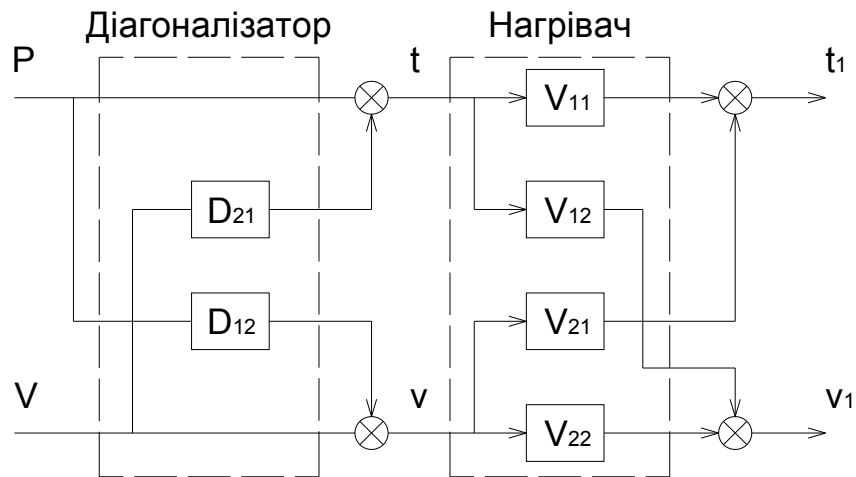 Діагоналізатор Нагрівач
P t t1
V11
D21 V12
D12 V21
V v v1
V22